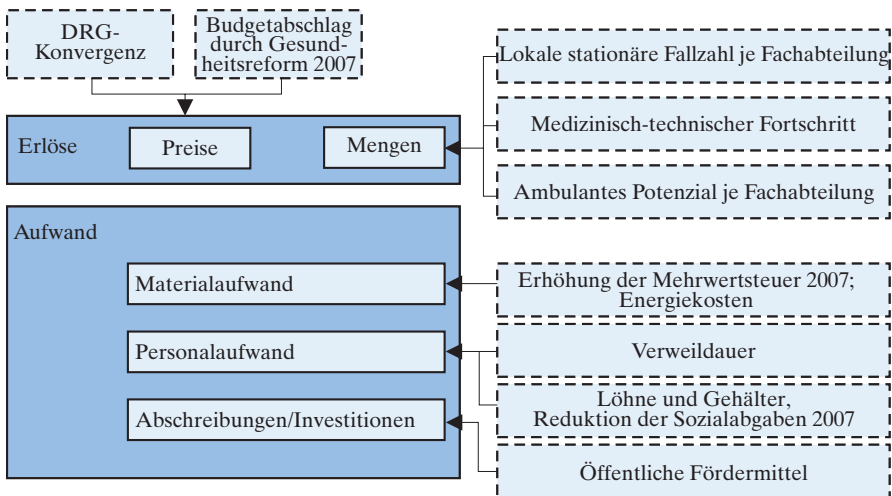 DRG-
Konvergenz
Budgetabschlag
durch Gesund-
heitsreform 2007
Lokale stationäre Fallzahl je Fachabteilung
Medizinisch-technischer Fortschritt
Ambulantes Potenzial je Fachabteilung
Erlöse
Preise
Mengen
Aufwand
Materialaufwand
Personalaufwand
Abschreibungen/Investitionen
Erhöhung der Mehrwertsteuer 2007;
Energiekosten
Verweildauer
Löhne und Gehälter,
Reduktion der Sozialabgaben 2007
Öffentliche Fördermittel